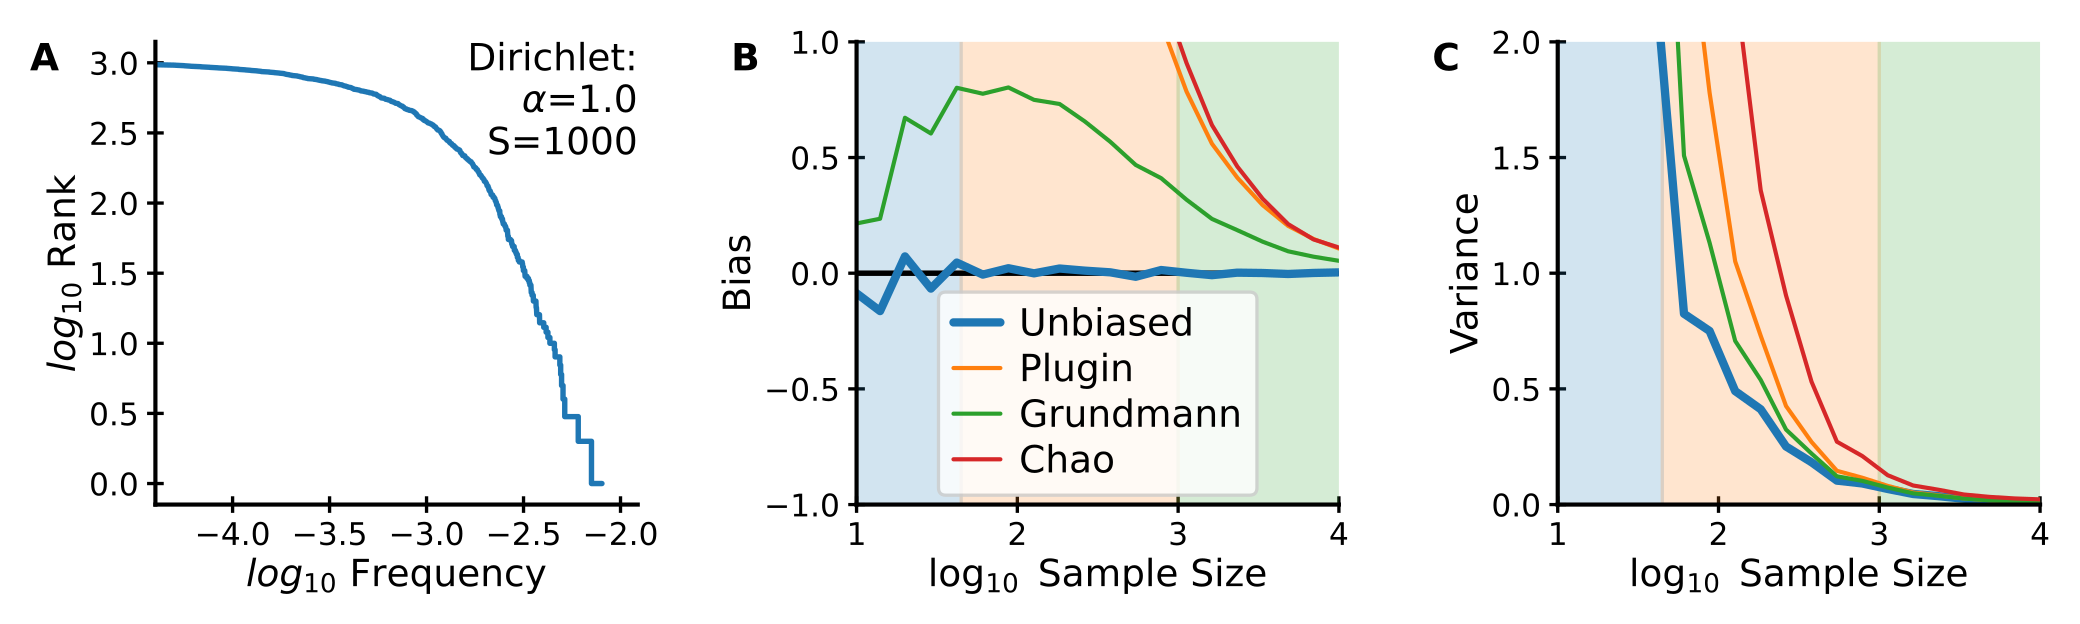 A
Dirichlet:
α=1.0
S=1000
3.0
2.5
2.0
1.5
1.0
0.5
0.0
log10 Rank
−4.0 −3.5 −3.0 −2.5 −2.0
log10 Frequency
B
1.0
0.5
0.0
−0.5
−1.0
Bias
Unbiased
Plugin
Grundmann
Chao
1 2 3 4
log10 Sample Size
C
2.0
1.5
1.0
0.5
0.0
Variance
1 2 3 4
log10 Sample Size